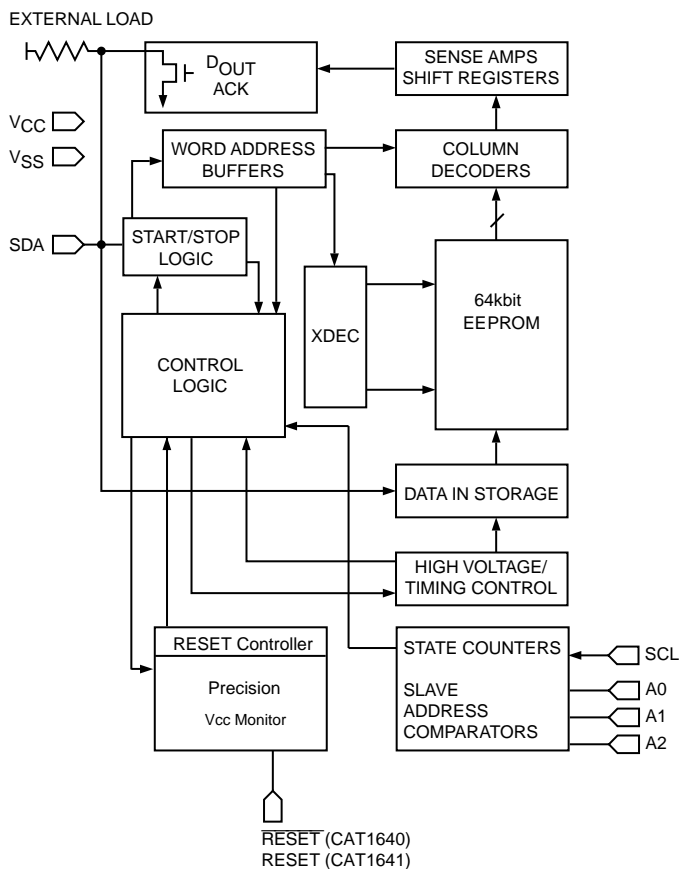 EXTERNAL LOAD
DOUT
ACK
SENSE AMPS
SHIFT REGISTERS
VCC
VSS
WORD ADDRESS
BUFFERS
COLUMN
DECODERS
SDA
START/STOP
LOGIC
XDEC
64kbit
EEPROM
CONTROL
LOGIC
DATA IN STORAGE
HIGH VOLTAGE/
TIMING CONTROL
RESET Controller
Precision
Vcc Monitor
STATE COUNTERS
SLAVE
ADDRESS
COMPARATORS
SCL
A0
A1
A2
RESET (CAT1640)
RESET (CAT1641)